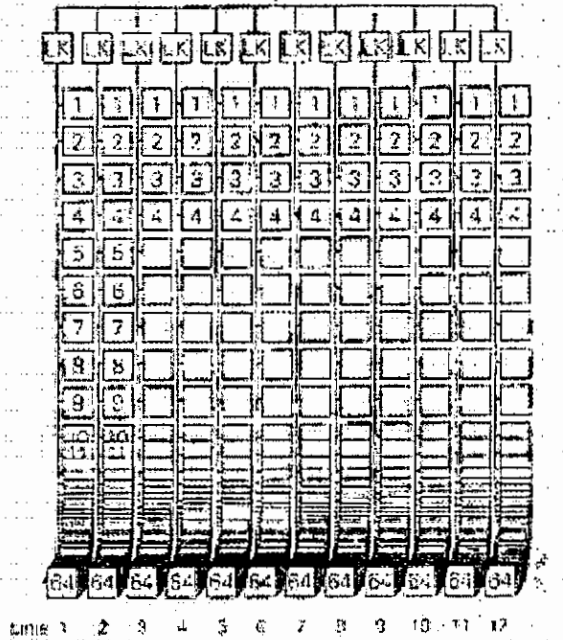 LK LK LK LK LK LK LK LK LK LK LK LK
1 1 1 1 1 1 1 1 1 1 1 1
2 2 2 2 2 2 2 2 2 2 2 2
3 3 3 3 3 3 3 3 3 3 3 3
4 4 4 4 4 4 4 4 4 4 4 4
5 5
6 6
7 7
8 8
9 9
10 10
11 11
64 64 64 64 64 64 64 64 64 64 64 64
time 1 2 3 4 5 6 7 8 9 10 11 12